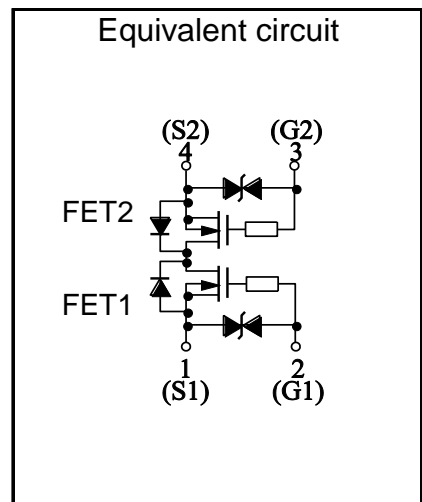 Equivalent circuit
(S2) (G2)
4 3
FET2
FET1
1 2
(S1) (G1)